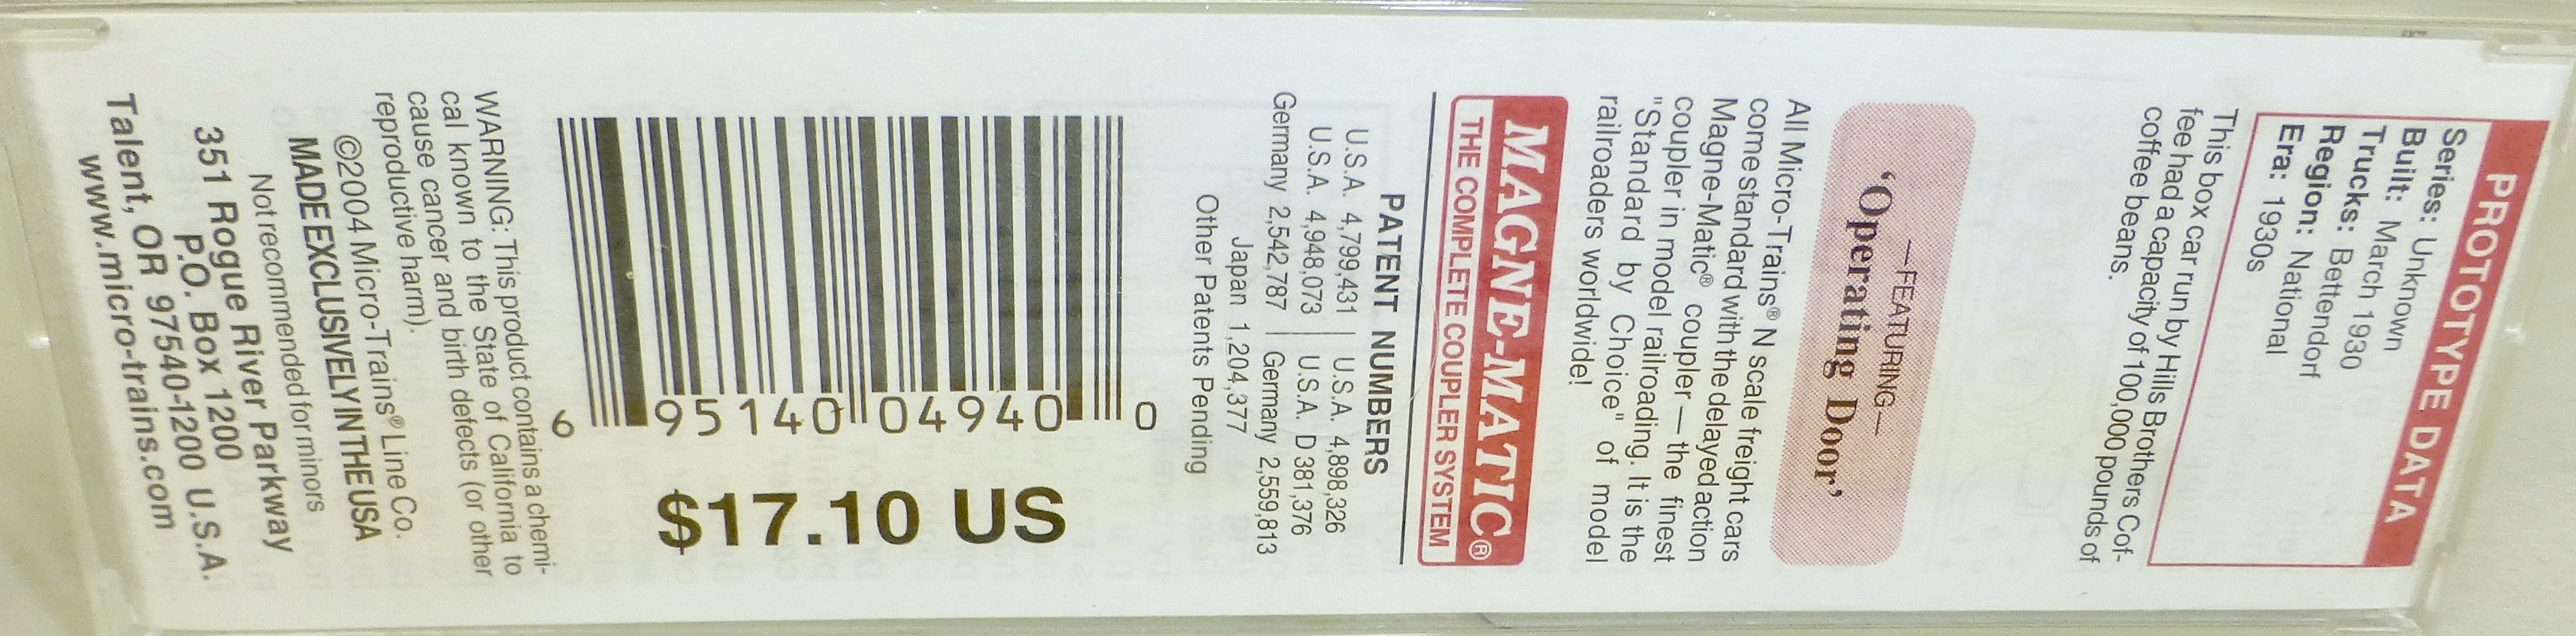 PROTOTYPE DATA
Series: Unknown
Built: March 1930
Trucks: Bettendorf
Region: National
Era: 1930s
This box car run by Hills Brothers Cof-
fee had a capacity of 100,000 pounds of
coffee beans.
—FEATURING—
‘Operating Door’
All Micro-Trains® N scale freight cars
come standard with the delayed action
Magne-Matic® coupler — the finest
coupler in model railroading. It is the
"Standard by Choice" of model
railroaders worldwide!
MAGNE-MATIC®
THE COMPLETE COUPLER SYSTEM
PATENT NUMBERS
U.S.A. 4,799,431 | U.S.A. 4,898,326
U.S.A. 4,948,073 | U.S.A. D 381,376
Germany 2,542,787 | Germany 2,559,813
Japan 1,204,377
Other Patents Pending
6 95140 04940 0
$17.10 US
WARNING: This product contains a chemi-
cal known to the State of California to
cause cancer and birth defects (or other
reproductive harm).
©2004 Micro-Trains® Line Co.
MADE EXCLUSIVELY IN THE USA
Not recommended for minors
351 Rogue River Parkway
P.O. Box 1200
Talent, OR 97540-1200 U.S.A.
www.micro-trains.com